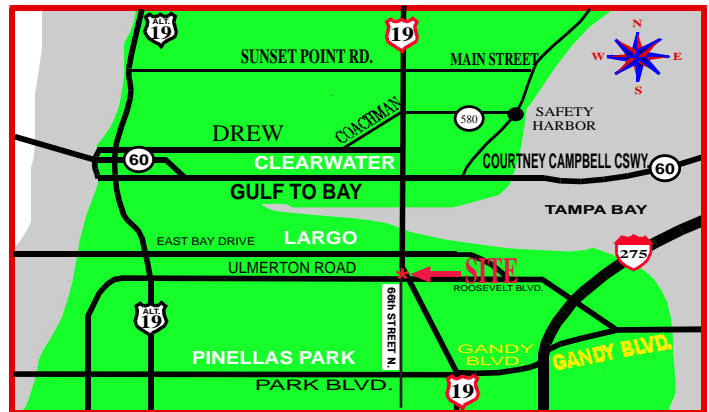 ALT.
19
19
N
W E
S
SUNSET POINT RD.
MAIN STREET
COACHMAN
580
SAFETY
HARBOR
DREW
60
CLEARWATER
COURTNEY CAMPBELL CSWY.
60
GULF TO BAY
TAMPA BAY
EAST BAY DRIVE
LARGO
275
ULMERTON ROAD
* SITE
ROOSEVELT BLVD.
66th STREET N.
ALT.
19
PINELLAS PARK
GANDY
BLVD.
GANDY BLVD.
PARK BLVD.
19